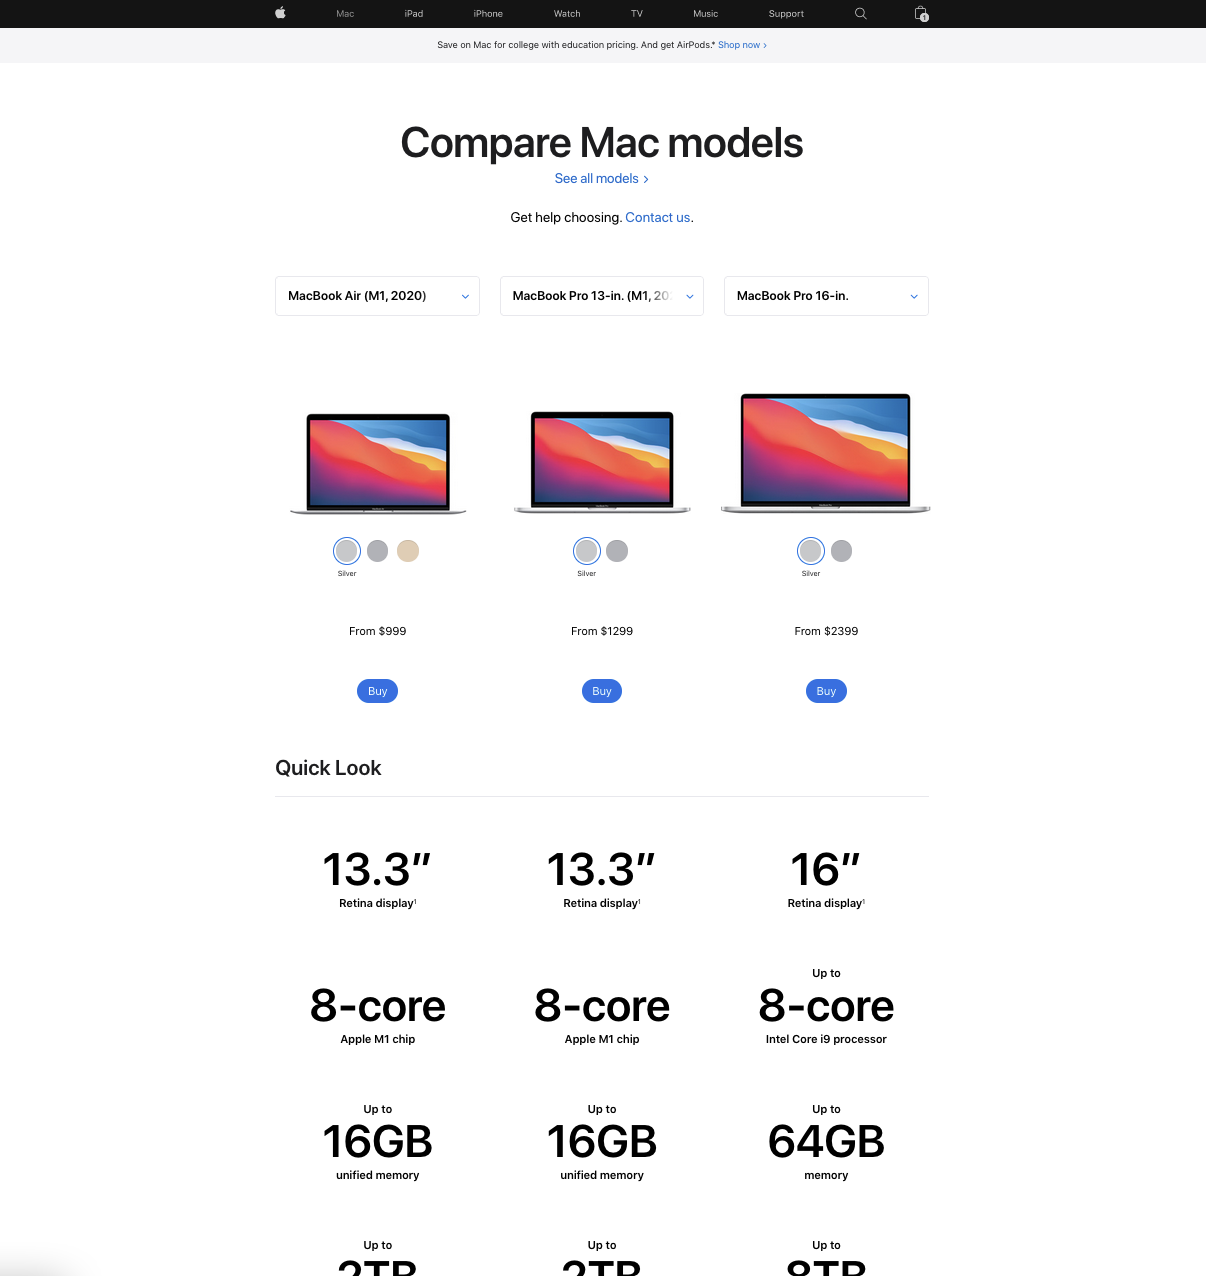 Mac iPad iPhone Watch TV Music Support 1
Save on Mac for college with education pricing. And get AirPods.* Shop now ›
Compare Mac models
See all models ›
Get help choosing. Contact us.
MacBook Air (M1, 2020) MacBook Pro 13-in. (M1, 20 MacBook Pro 16-in.
Silver Silver Silver
From $999 From $1299 From $2399
Buy Buy Buy
Quick Look
13.3” 13.3” 16”
Retina display¹ Retina display¹ Retina display¹
Up to
8-core 8-core 8-core
Apple M1 chip Apple M1 chip Intel Core i9 processor
Up to Up to Up to
16GB 16GB 64GB
unified memory unified memory memory
Up to Up to Up to
2TB 2TB 8TB